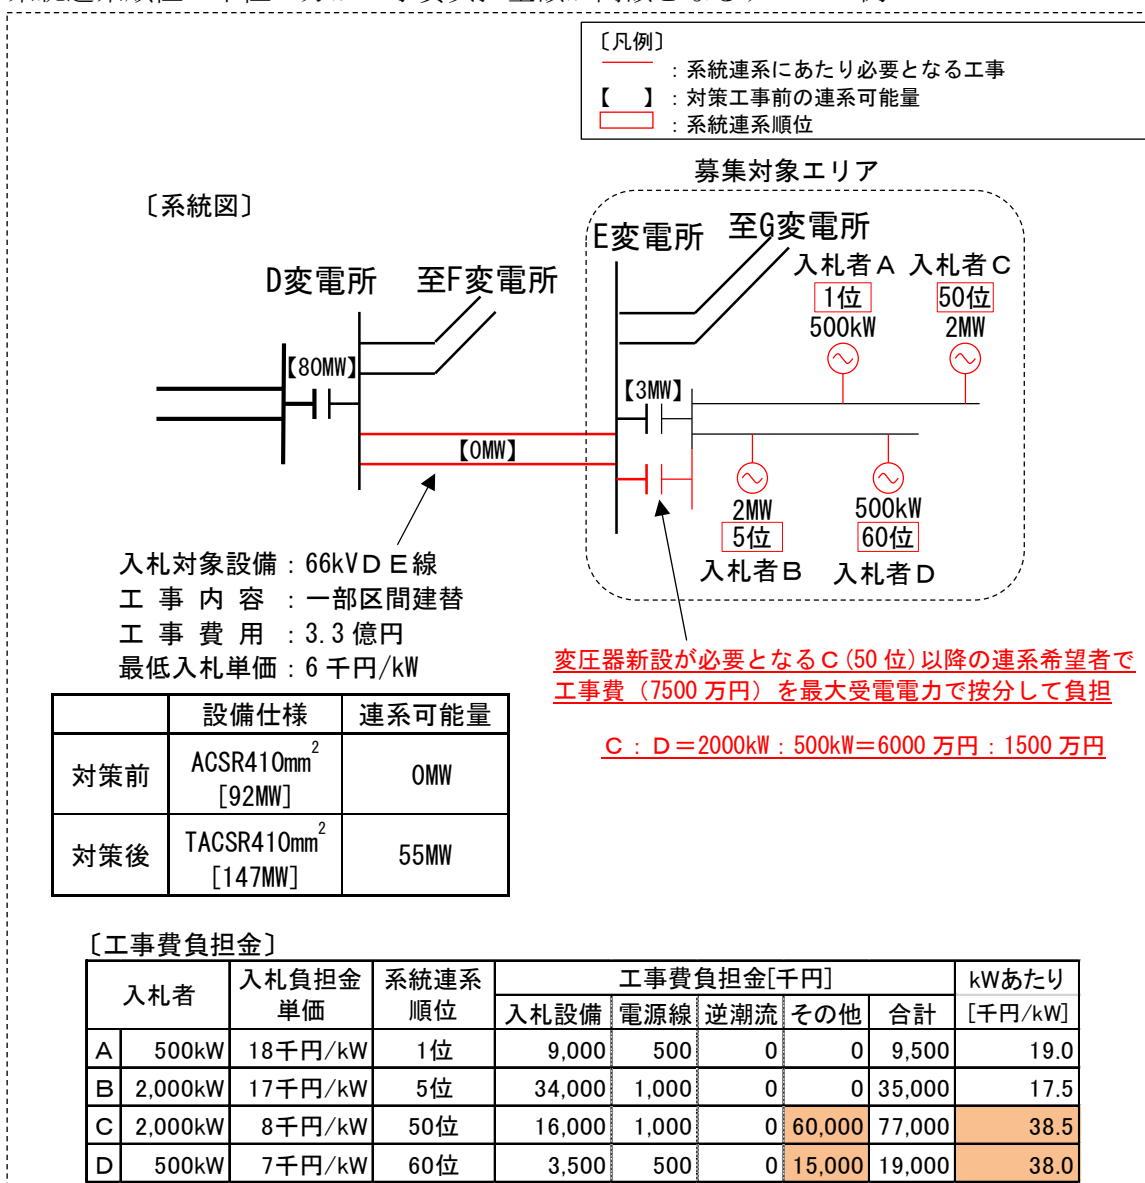 〔凡例〕
：系統連系にあたり必要となる工事
【　】：対策工事前の連系可能量
：系統連系順位
募集対象エリア
〔系統図〕
E変電所 至G変電所
D変電所 至F変電所
入札者Ａ 入札者Ｃ
1位 50位
500kW 2MW
【80MW】
【3MW】
【0MW】
2MW 500kW
5位 60位
入札者Ｂ 入札者Ｄ
入札対象設備：66kVＤＥ線
工事内容：一部区間建替
工事費用：3.3億円
最低入札単価：6千円/kW
変圧器新設が必要となるＣ(50位)以降の連系希望者で
工事費（7500万円）を最大受電電力で按分して負担
Ｃ：Ｄ＝2000kW：500kW＝6000万円：1500万円
設備仕様 連系可能量
対策前 ACSR410mm² [92MW] 0MW
対策後 TACSR410mm² [147MW] 55MW
〔工事費負担金〕
入札者 入札負担金単価 系統連系順位 工事費負担金[千円] kWあたり[千円/kW]
入札設備 電源線 逆潮流 その他 合計
Ａ 500kW 18千円/kW 1位 9,000 500 0 0 9,500 19.0
Ｂ 2,000kW 17千円/kW 5位 34,000 1,000 0 0 35,000 17.5
Ｃ 2,000kW 8千円/kW 50位 16,000 1,000 0 60,000 77,000 38.5
Ｄ 500kW 7千円/kW 60位 3,500 500 0 15,000 19,000 38.0